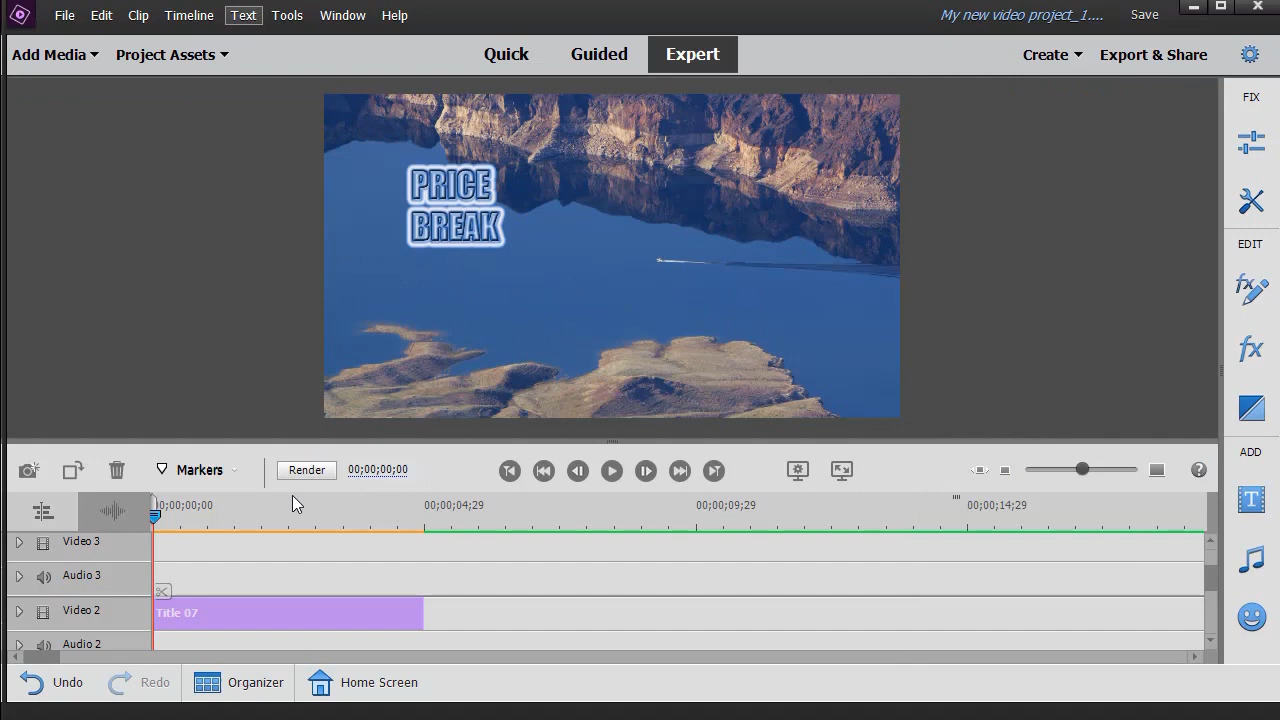 File Edit Clip Timeline Text Tools Window Help My new video project_1.... Save
Add Media Project Assets Quick Guided Expert Create Export & Share
FIX
PRICE
BREAK
EDIT
fx
fx
ADD
Markers Render 00;00;00;00 ?
T
0;00;00;00 00;00;04;29 00;00;09;29 00;00;14;29
Video 3
Audio 3
Video 2 Title 07
Audio 2
Undo Redo Organizer Home Screen